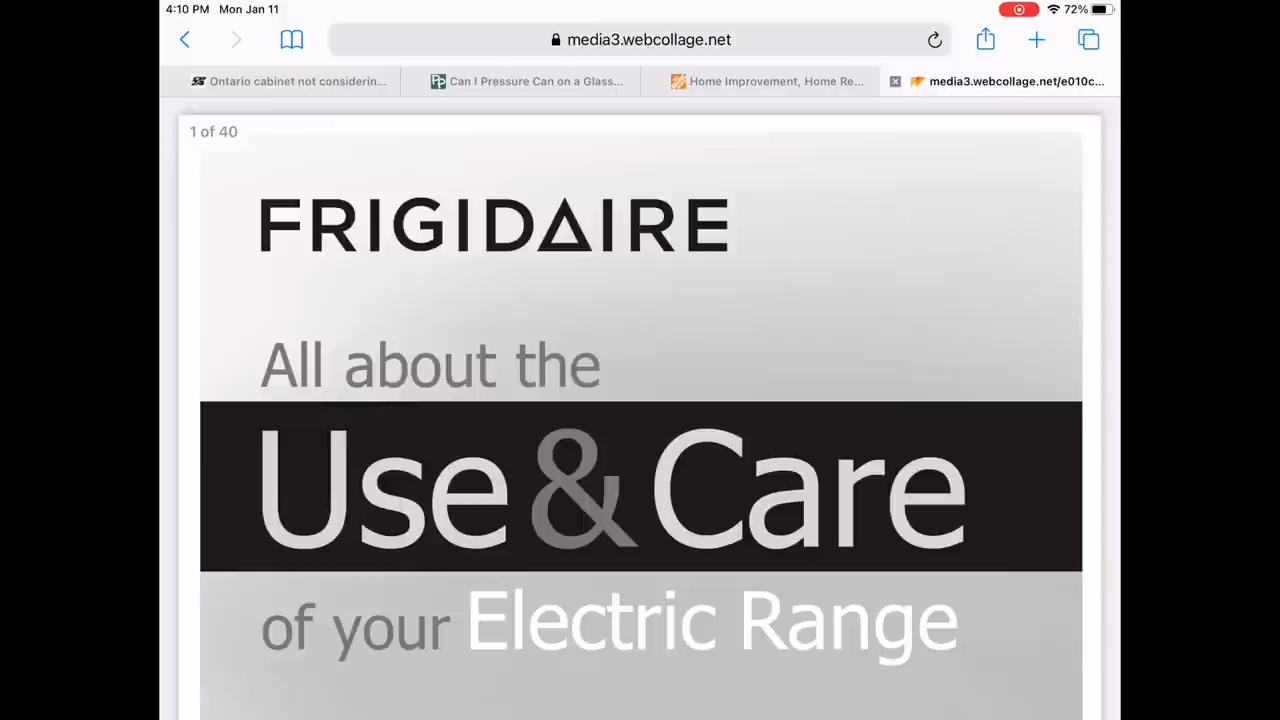 4:10 PM Mon Jan 11 72%
media3.webcollage.net
Ontario cabinet not considerin...
PP Can I Pressure Can on a Glass...
Home Improvement, Home Re...
media3.webcollage.net/e010c...
1 of 40
FRIGIDAIRE
All about the
Use & Care
of your Electric Range